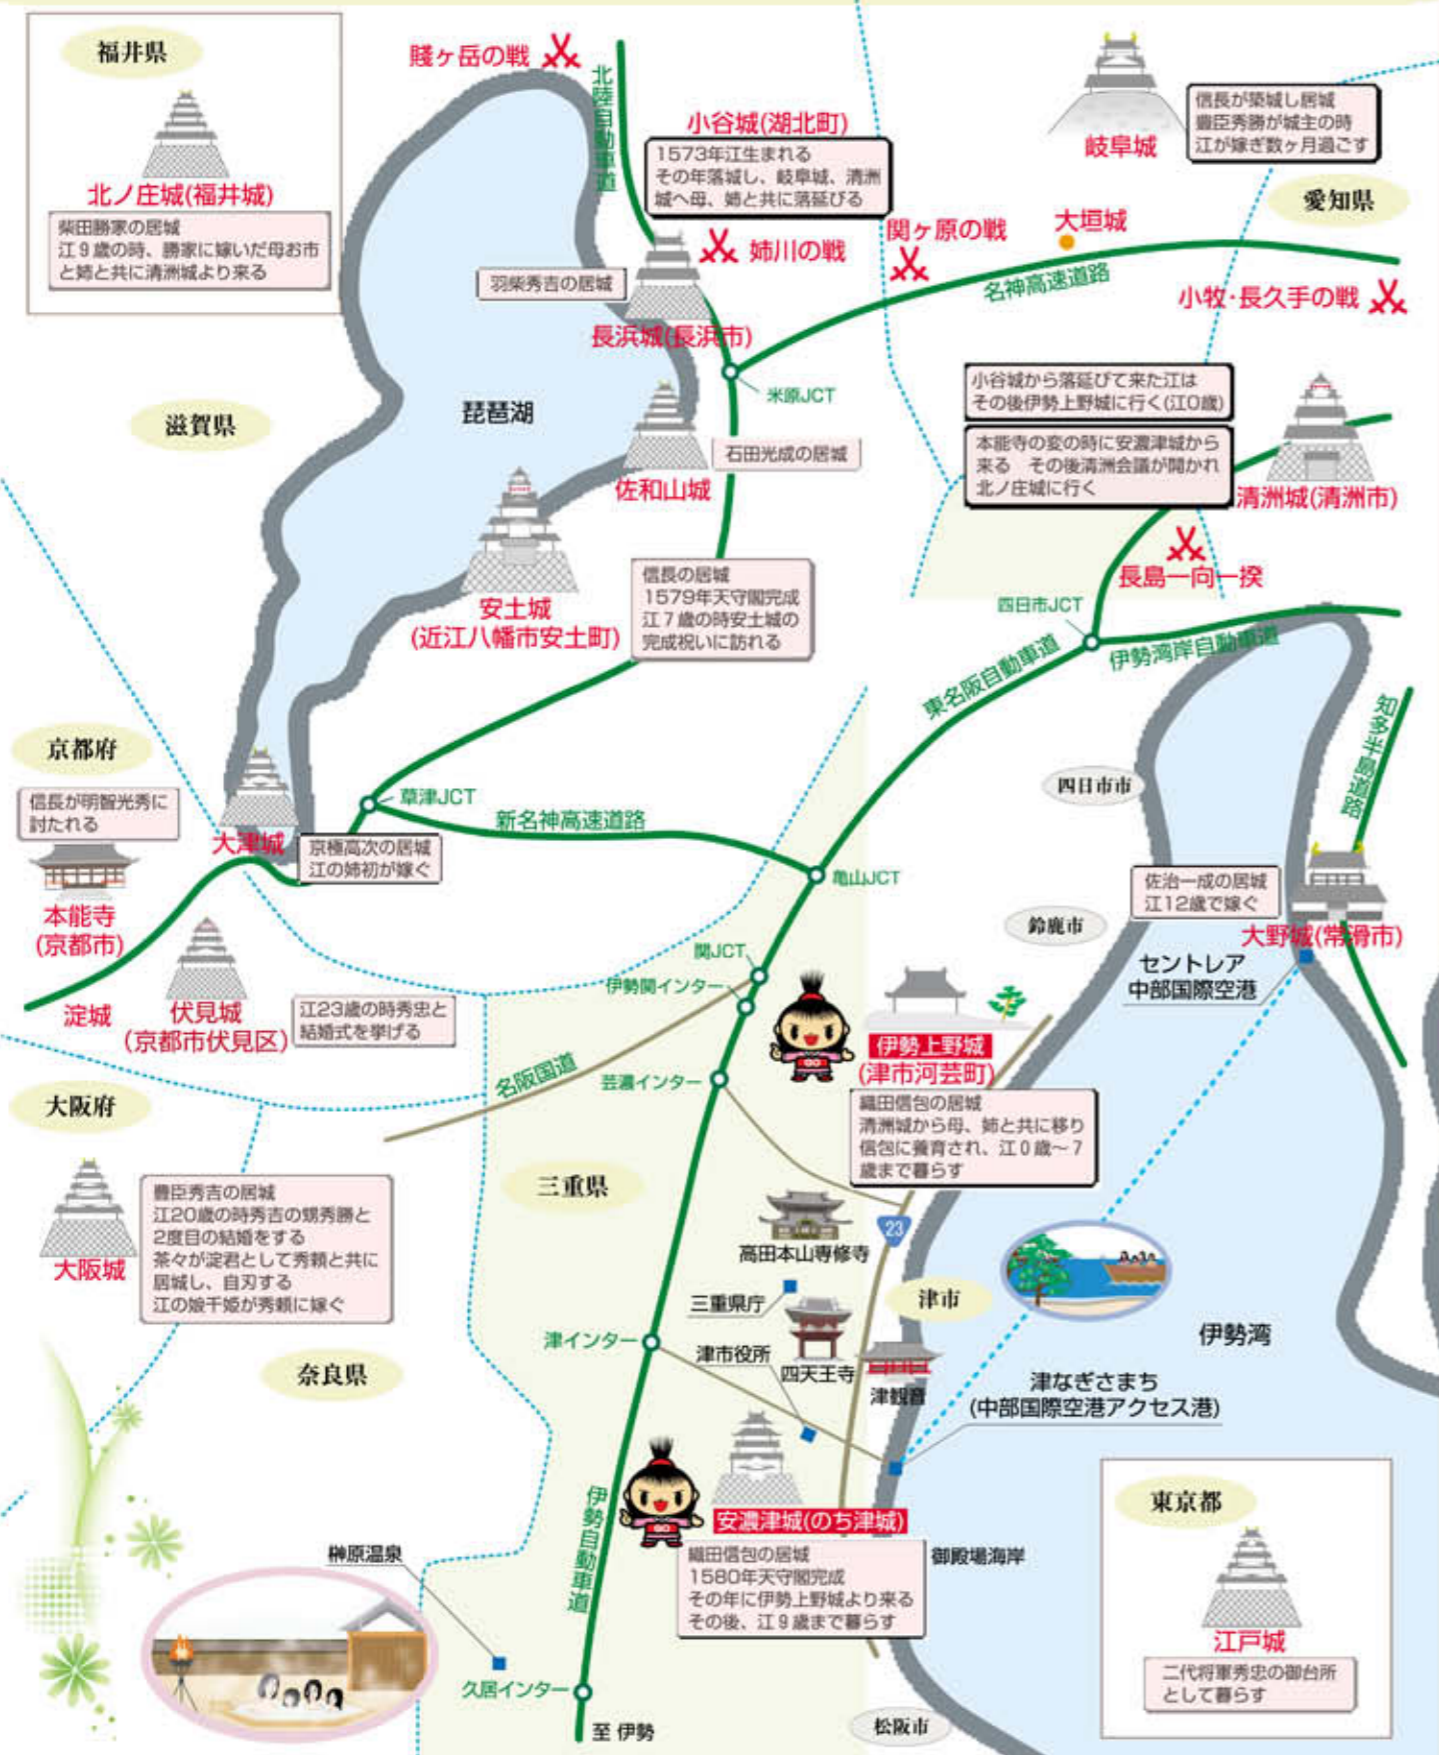 福井県
北ノ庄城(福井城)
柴田勝家の居城
江9歳の時、勝家に嫁いだ母お市
と姉と共に清洲城より来る
賤ヶ岳の戦
北陸自動車道
小谷城(湖北町)
1573年江生まれる
その年落城し、岐阜城、清洲
城へ母、姉と共に落延びる
岐阜城
信長が築城し居城
豊臣秀勝が城主の時
江が嫁ぎ数ヶ月過ごす
愛知県
姉川の戦
関ヶ原の戦
大垣城
名神高速道路
小牧・長久手の戦
羽柴秀吉の居城
長浜城(長浜市)
米原JCT
滋賀県
琵琶湖
石田光成の居城
佐和山城
小谷城から落延びて来た江は
その後伊勢上野城に行く(江0歳)
本能寺の変の時に安濃津城から
来る　その後清洲会議が開かれ
北ノ庄城に行く
清洲城(清洲市)
長島一向一揆
安土城
(近江八幡市安土町)
信長の居城
1579年天守閣完成
江7歳の時安土城の
完成祝いに訪れる
四日市JCT
東名阪自動車道
伊勢湾岸自動車道
知多半島道路
京都府
信長が明智光秀に
討たれる
本能寺
(京都市)
大津城
京極高次の居城
江の姉初が嫁ぐ
草津JCT
新名神高速道路
亀山JCT
四日市市
鈴鹿市
佐治一成の居城
江12歳で嫁ぐ
大野城(常滑市)
セントレア
中部国際空港
淀城
伏見城
(京都市伏見区)
江23歳の時秀忠と
結婚式を挙げる
関JCT
伊勢関インター
名阪国道
芸濃インター
伊勢上野城
(津市河芸町)
織田信包の居城
清洲城から母、姉と共に移り
信包に養育され、江0歳～7
歳まで暮らす
大阪府
大阪城
豊臣秀吉の居城
江20歳の時秀吉の甥秀勝と
2度目の結婚をする
茶々が淀君として秀頼と共に
居城し、自刃する
江の娘千姫が秀頼に嫁ぐ
三重県
高田本山専修寺
23
三重県庁
津市
四天王寺
津観音
津インター
津市役所
伊勢湾
津なぎさまち
(中部国際空港アクセス港)
奈良県
伊勢自動車道
安濃津城(のち津城)
織田信包の居城
1580年天守閣完成
その年に伊勢上野城より来る
その後、江9歳まで暮らす
御殿場海岸
榊原温泉
久居インター
至 伊勢
松阪市
東京都
江戸城
二代将軍秀忠の御台所
として暮らす